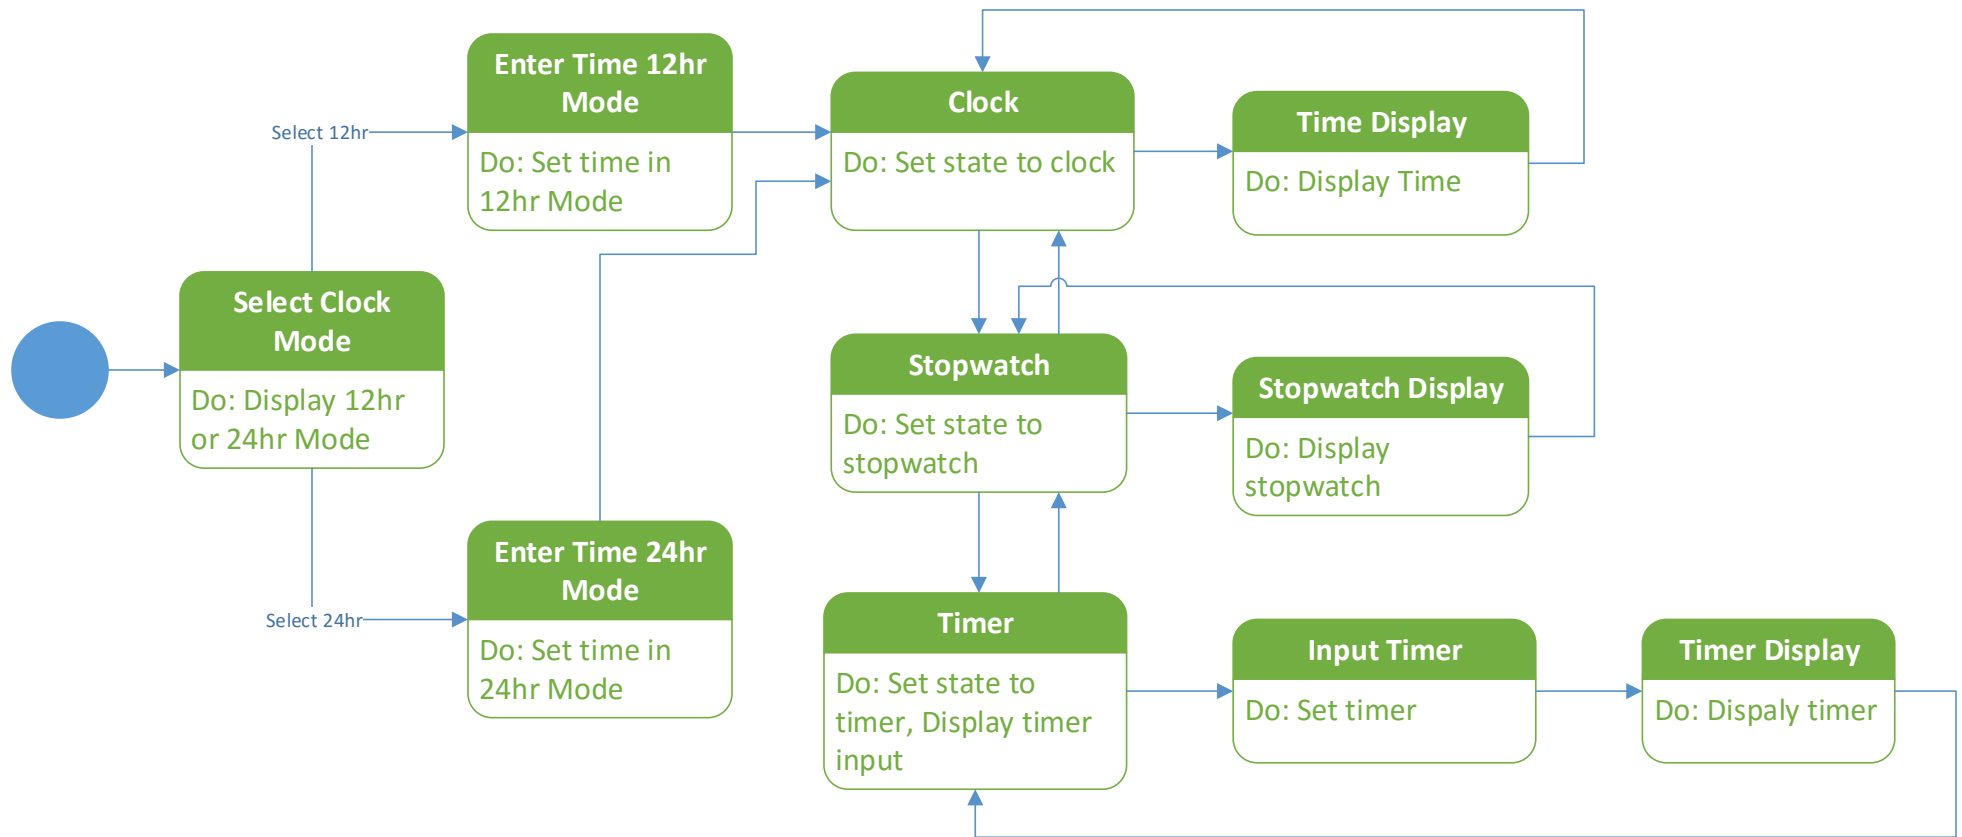 Enter Time 12hr
Mode
Do: Set time in
12hr Mode
Clock
Do: Set state to clock
Time Display
Do: Display Time
Select 12hr
Select Clock
Mode
Do: Display 12hr
or 24hr Mode
Stopwatch
Do: Set state to
stopwatch
Stopwatch Display
Do: Display
stopwatch
Select 24hr
Enter Time 24hr
Mode
Do: Set time in
24hr Mode
Timer
Do: Set state to
timer, Display timer
input
Input Timer
Do: Set timer
Timer Display
Do: Dispaly timer